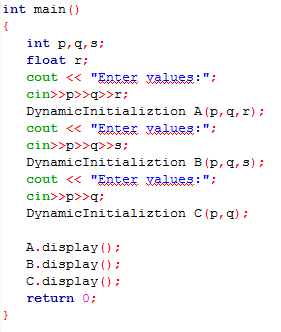 int main()
{
int p,q,s;
float r;
cout << "Enter values:";
cin>>p>>q>>r;
DynamicInitializtion A(p,q,r);
cout << "Enter values:";
cin>>p>>q>>s;
DynamicInitializtion B(p,q,s);
cout << "Enter values:";
cin>>p>>q;
DynamicInitializtion C(p,q);
A.display();
B.display();
C.display();
return 0;
}